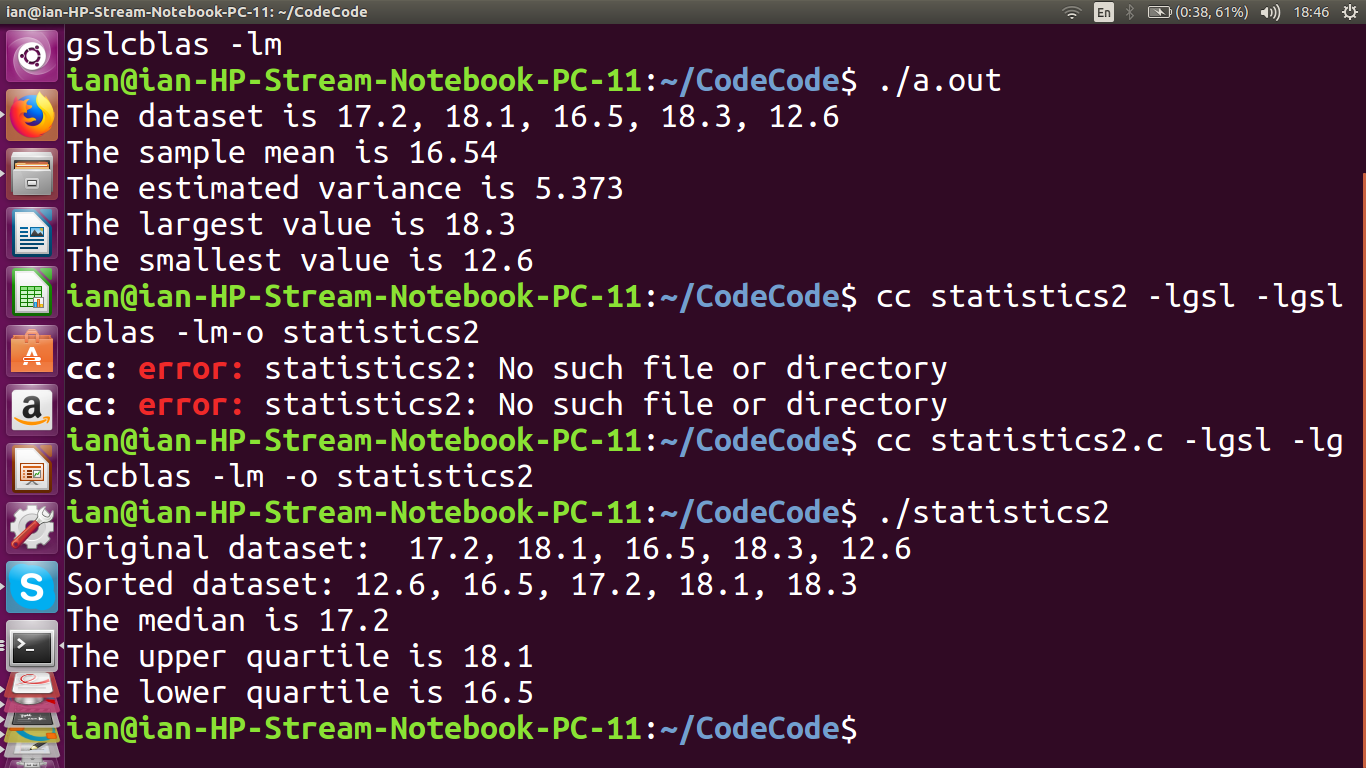 ian@ian-HP-Stream-Notebook-PC-11: ~/CodeCode
En
(0:38, 61%)
18:46
gslcblas -lm
ian@ian-HP-Stream-Notebook-PC-11:~/CodeCode$ ./a.out
The dataset is 17.2, 18.1, 16.5, 18.3, 12.6
The sample mean is 16.54
The estimated variance is 5.373
The largest value is 18.3
The smallest value is 12.6
ian@ian-HP-Stream-Notebook-PC-11:~/CodeCode$ cc statistics2 -lgsl -lgsl
cblas -lm-o statistics2
cc: error: statistics2: No such file or directory
cc: error: statistics2: No such file or directory
ian@ian-HP-Stream-Notebook-PC-11:~/CodeCode$ cc statistics2.c -lgsl -lg
slcblas -lm -o statistics2
ian@ian-HP-Stream-Notebook-PC-11:~/CodeCode$ ./statistics2
Original dataset:  17.2, 18.1, 16.5, 18.3, 12.6
Sorted dataset: 12.6, 16.5, 17.2, 18.1, 18.3
The median is 17.2
The upper quartile is 18.1
The lower quartile is 16.5
ian@ian-HP-Stream-Notebook-PC-11:~/CodeCode$
A
a
S
>_